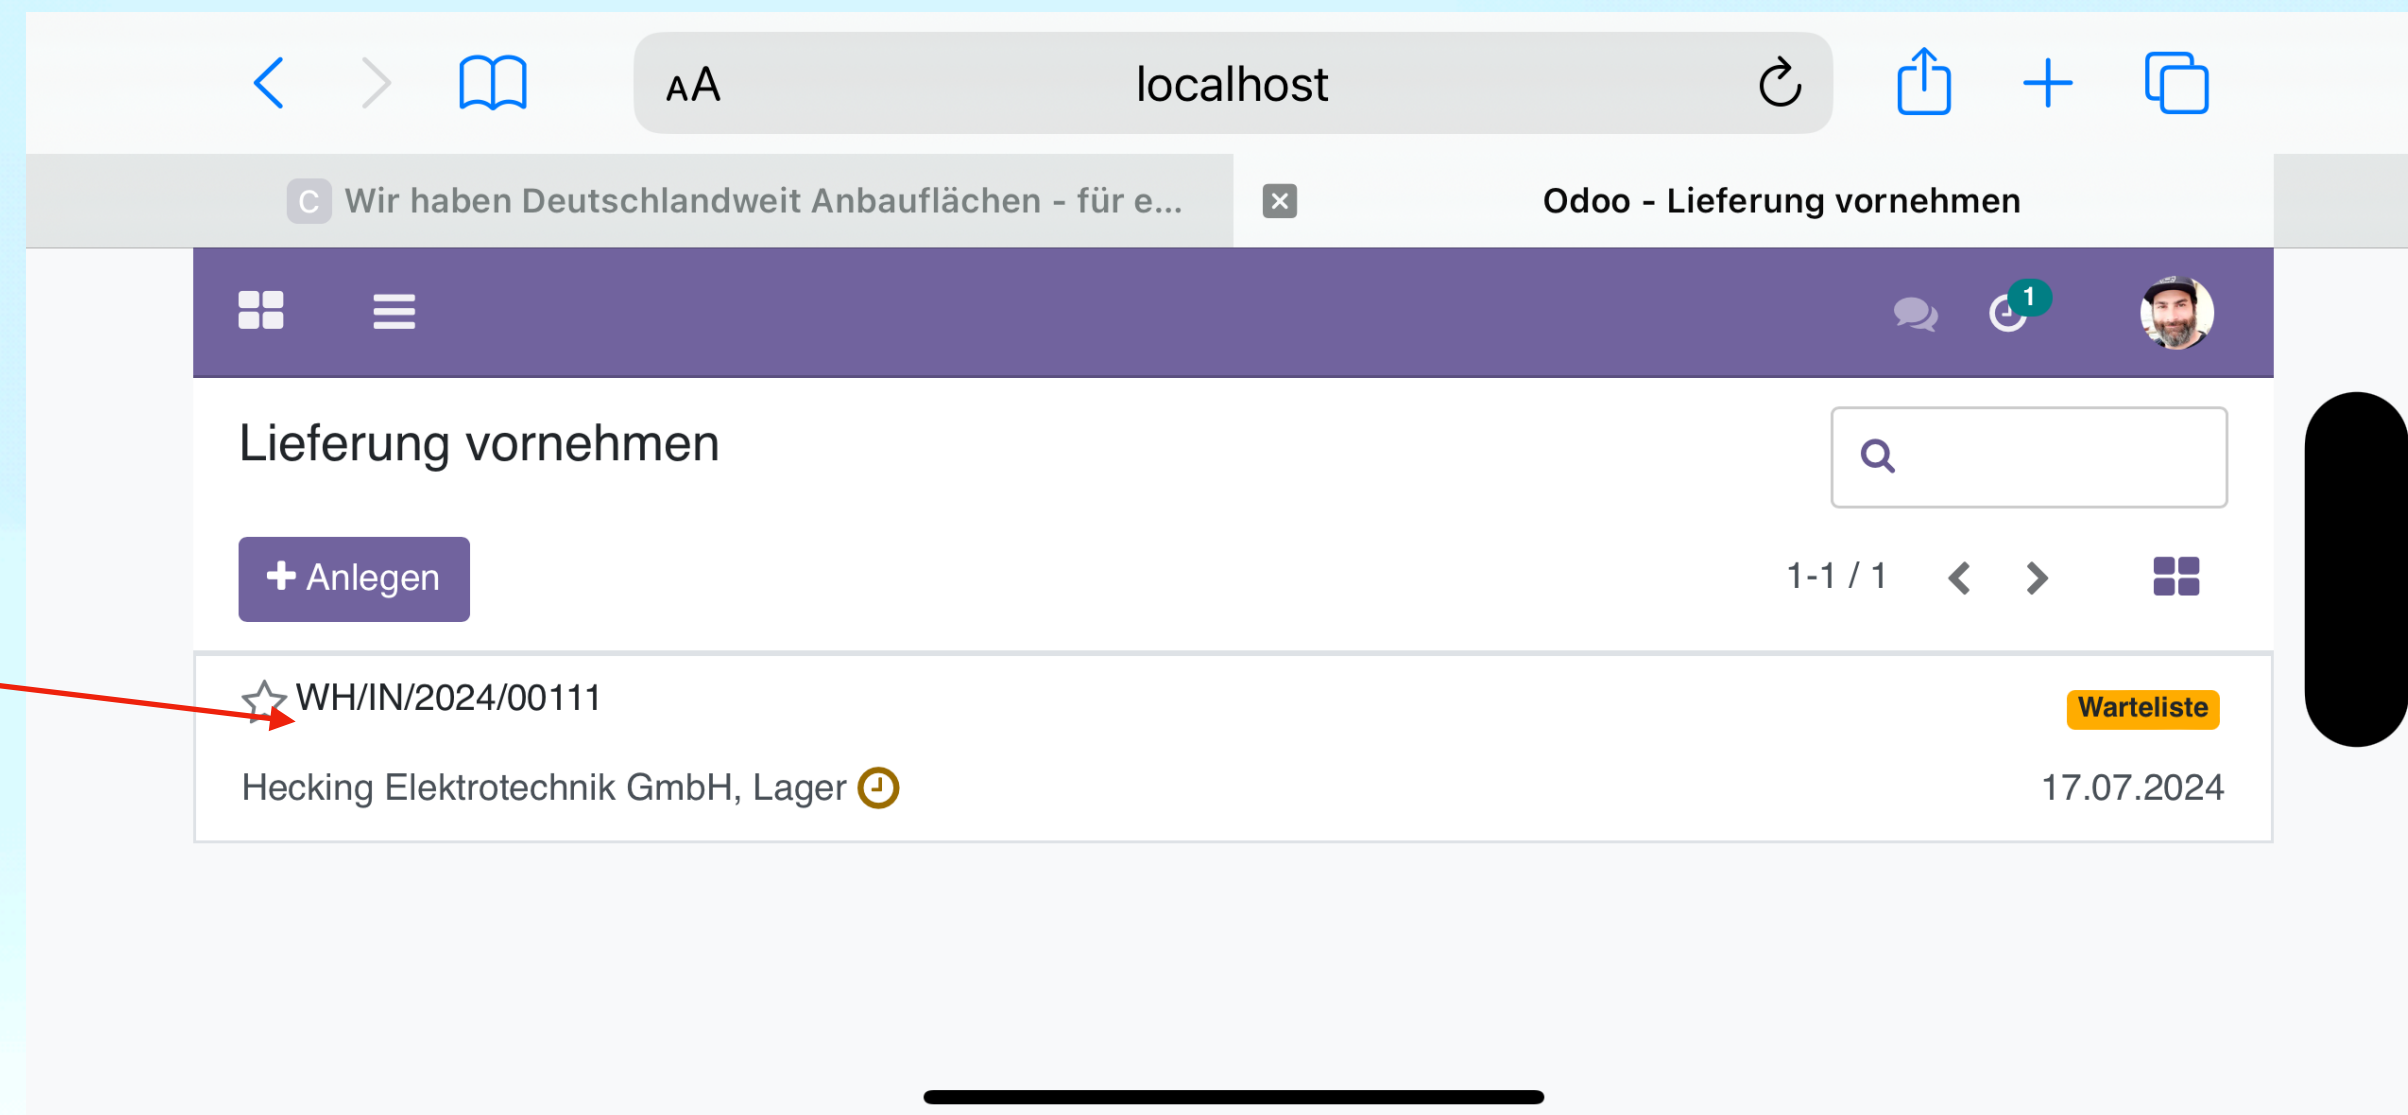 AA
localhost
C
Wir haben Deutschlandweit Anbauflächen - für e...
Odoo - Lieferung vornehmen
1
Lieferung vornehmen
Anlegen
1-1 / 1
WH/IN/2024/00111
Warteliste
Hecking Elektrotechnik GmbH, Lager
17.07.2024